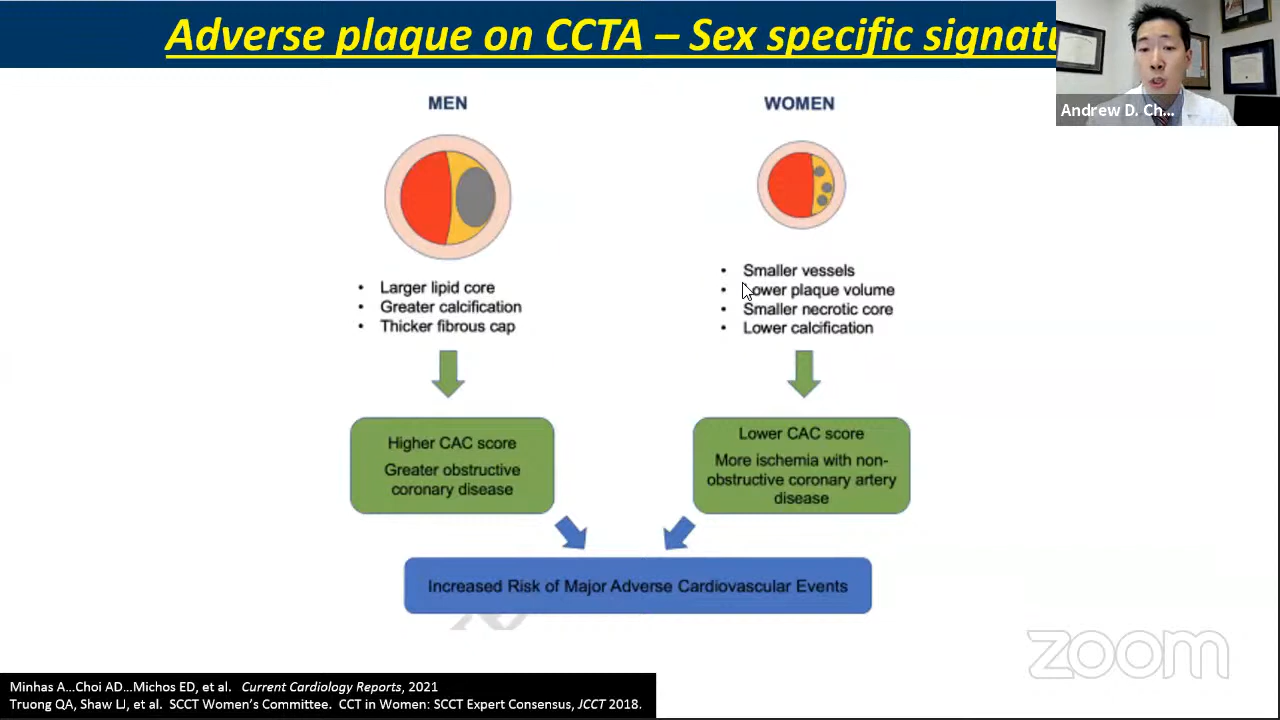 Adverse plaque on CCTA – Sex specific signatu
Andrew D. Ch...
MEN
• Larger lipid core
• Greater calcification
• Thicker fibrous cap
Higher CAC score
Greater obstructive
coronary disease
WOMEN
• Smaller vessels
• Lower plaque volume
• Smaller necrotic core
• Lower calcification
Lower CAC score
More ischemia with non-
obstructive coronary artery
disease
Increased Risk of Major Adverse Cardiovascular Events
zoom
Minhas A...Choi AD...Michos ED, et al. Current Cardiology Reports, 2021
Truong QA, Shaw LJ, et al. SCCT Women's Committee. CCT in Women: SCCT Expert Consensus, JCCT 2018.